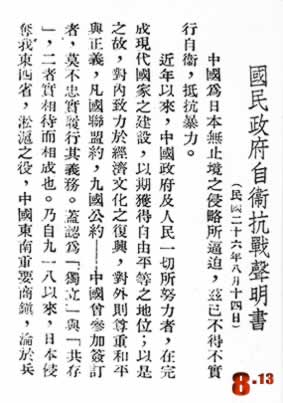 國民政府自衞抗戰聲明書
(民國二十六年八月十四日)
中國爲日本無止境之侵略所逼迫，茲已不得不實
行自衞，抵抗暴力。
近年以來，中國政府及人民一切所努力者，在完
成現代國家之建設，以期獲得自由平等之地位；以是
之故，對內致力於經濟文化之復興，對外則尊重和平
與正義，凡國聯盟約，九國公約——中國曾參加簽訂
者，莫不忠實履行其義務。蓋認爲「獨立」與「共存
」，二者實相待而相成也。乃自九一八以來，日本侵
奪我東四省，淞滬之役，中國東南重要商鎮，淪於兵
8.13